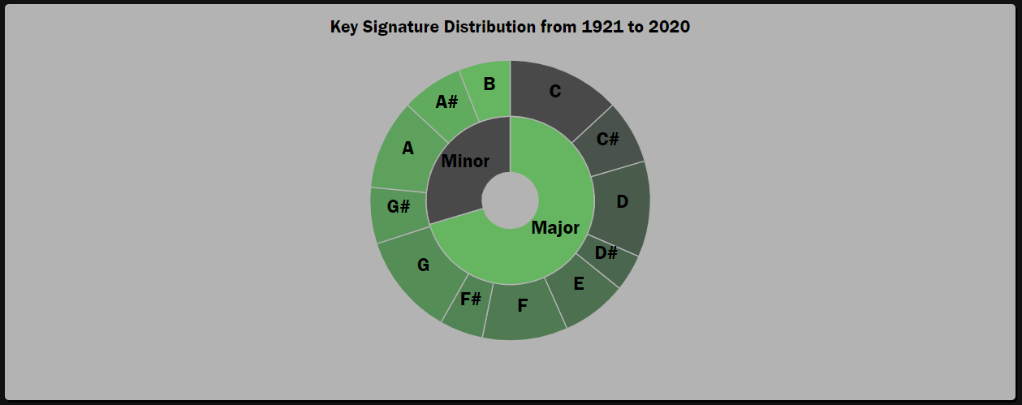 Key Signature Distribution from 1921 to 2020
B
C
A#
C#
A
Minor
D
G#
Major
D#
G
E
F#
F